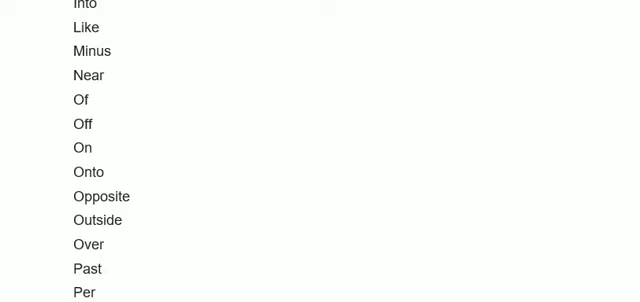 Into
Like
Minus
Near
Of
Off
On
Onto
Opposite
Outside
Over
Past
Per